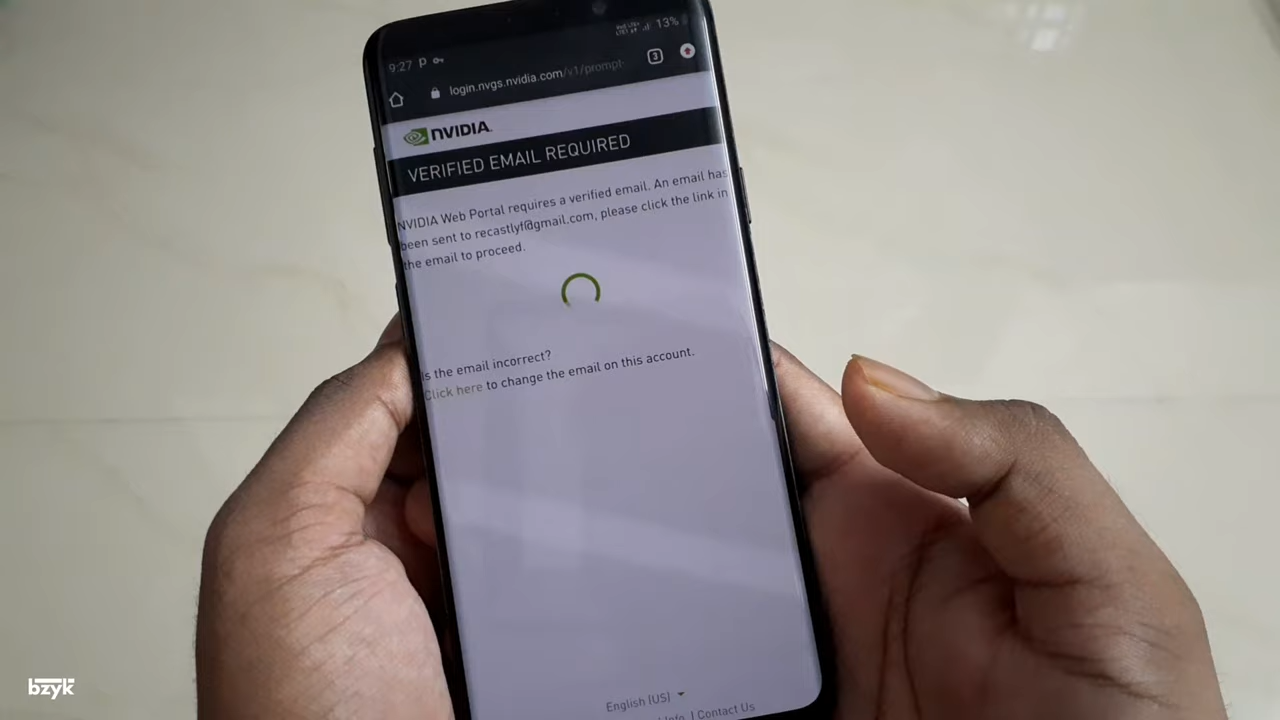 9:27 P 13%
login.nvgs.nvidia.com/v1/prompt- 3
NVIDIA.
VERIFIED EMAIL REQUIRED
NVIDIA Web Portal requires a verified email. An email has
been sent to recastlyf@gmail.com, please click the link in
the email to proceed.
Is the email incorrect?
Click here to change the email on this account.
English (US)
Info | Contact Us
bzyk